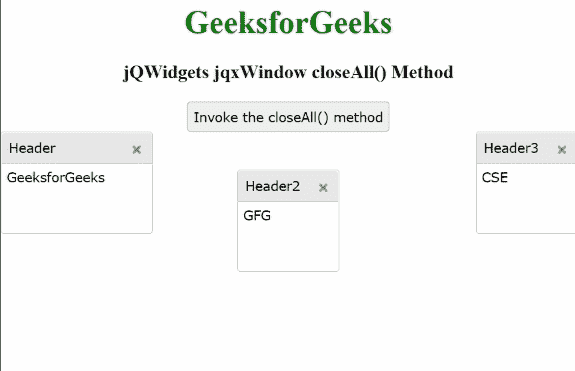 GeeksforGeeks
jQWidgets jqxWindow closeAll() Method
Invoke the closeAll() method
Header
GeeksforGeeks
Header2
GFG
Header3
CSE